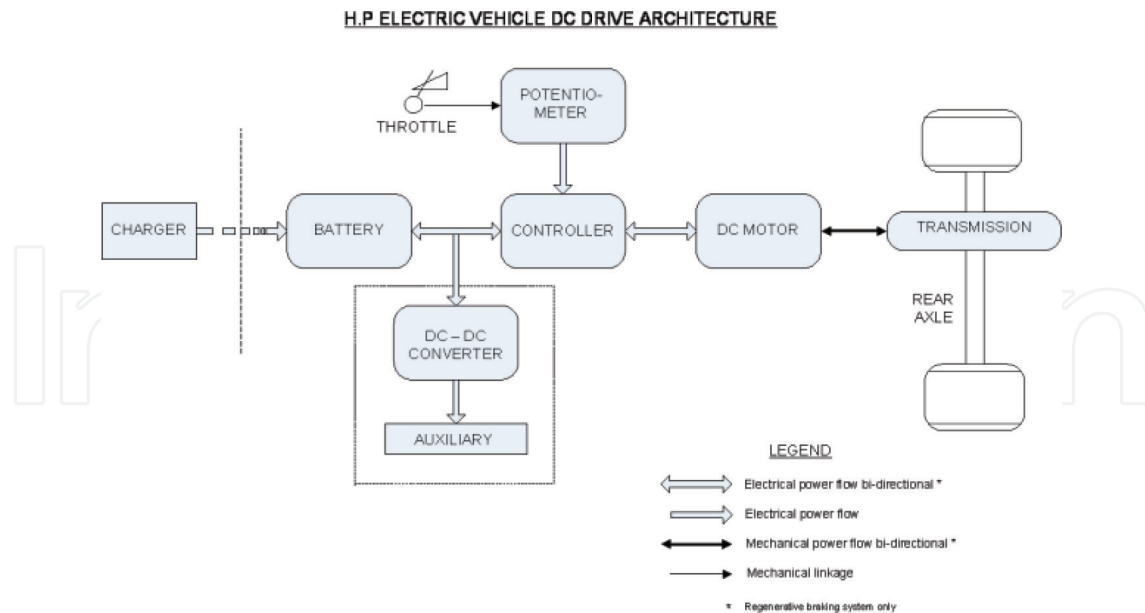 H.P ELECTRIC VEHICLE DC DRIVE ARCHITECTURE
POTENTIO-
METER
THROTTLE
CHARGER
BATTERY
CONTROLLER
DC MOTOR
TRANSMISSION
REAR
AXLE
DC – DC
CONVERTER
AUXILIARY
LEGEND
Electrical power flow bi-directional *
Electrical power flow
Mechanical power flow bi-directional *
Mechanical linkage
* Regenerative braking system only